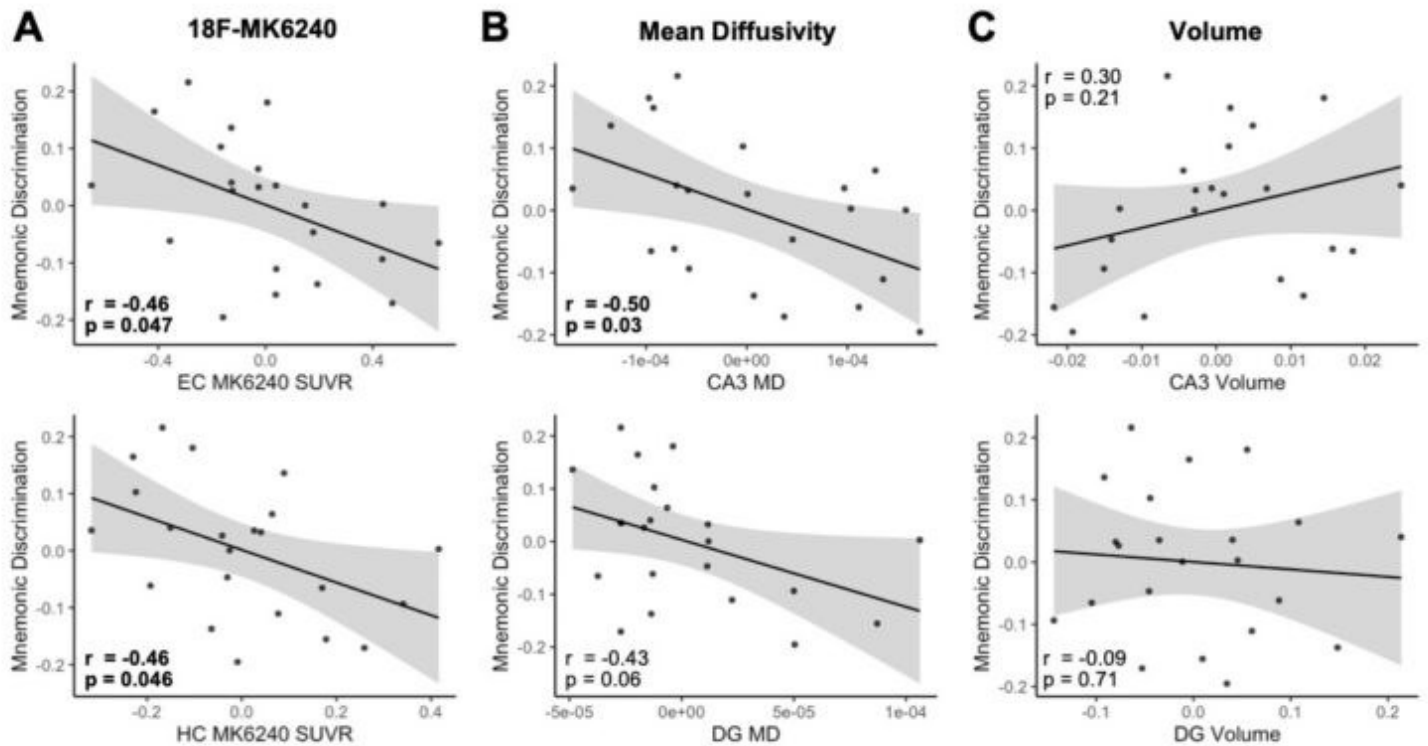 A 18F-MK6240
Mnemonic Discrimination
0.2
0.1
0.0
-0.1
-0.2
r = -0.46
p = 0.047
-0.4 0.0 0.4
EC MK6240 SUVR
Mnemonic Discrimination
0.2
0.1
0.0
-0.1
-0.2
r = -0.46
p = 0.046
-0.2 0.0 0.2 0.4
HC MK6240 SUVR
B Mean Diffusivity
Mnemonic Discrimination
0.2
0.1
0.0
-0.1
-0.2
r = -0.50
p = 0.03
-1e-04 0e+00 1e-04
CA3 MD
Mnemonic Discrimination
0.2
0.1
0.0
-0.1
-0.2
r = -0.43
p = 0.06
-5e-05 0e+00 5e-05 1e-04
DG MD
C Volume
Mnemonic Discrimination
0.2
0.1
0.0
-0.1
-0.2
r = 0.30
p = 0.21
-0.02 -0.01 0.00 0.01 0.02
CA3 Volume
Mnemonic Discrimination
0.2
0.1
0.0
-0.1
-0.2
r = -0.09
p = 0.71
-0.1 0.0 0.1 0.2
DG Volume